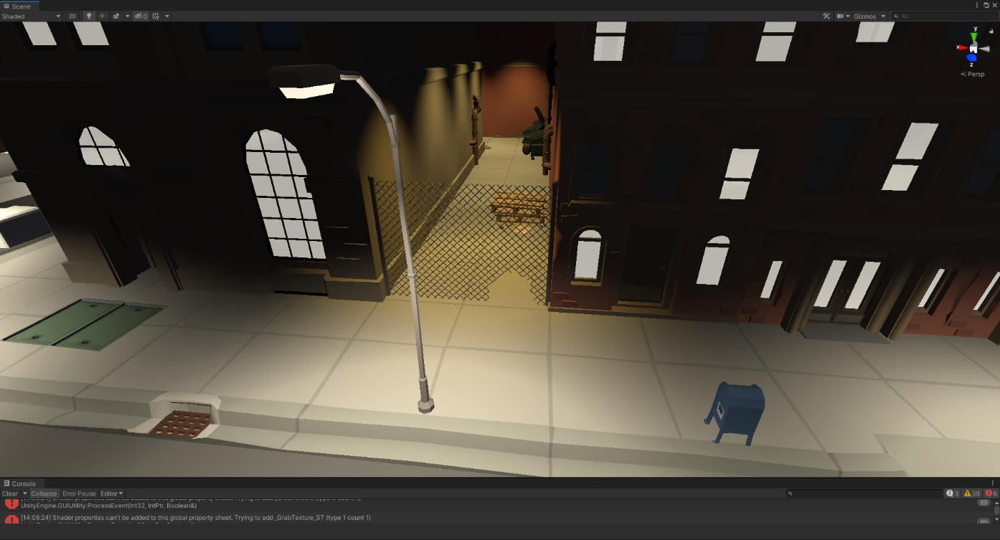 Scene
Shaded 2D 0 Gizmos All
y
x
z
Persp
Console
Clear Collapse Error Pause Editor 3 39 6
UnityEngine.GUIUtility:ProcessEvent(Int32, IntPtr, Boolean&) 89
[14:08:24] Shader properties can't be added to this global property sheet. Trying to add _GrabTexture_ST (type 1 count 1)
89